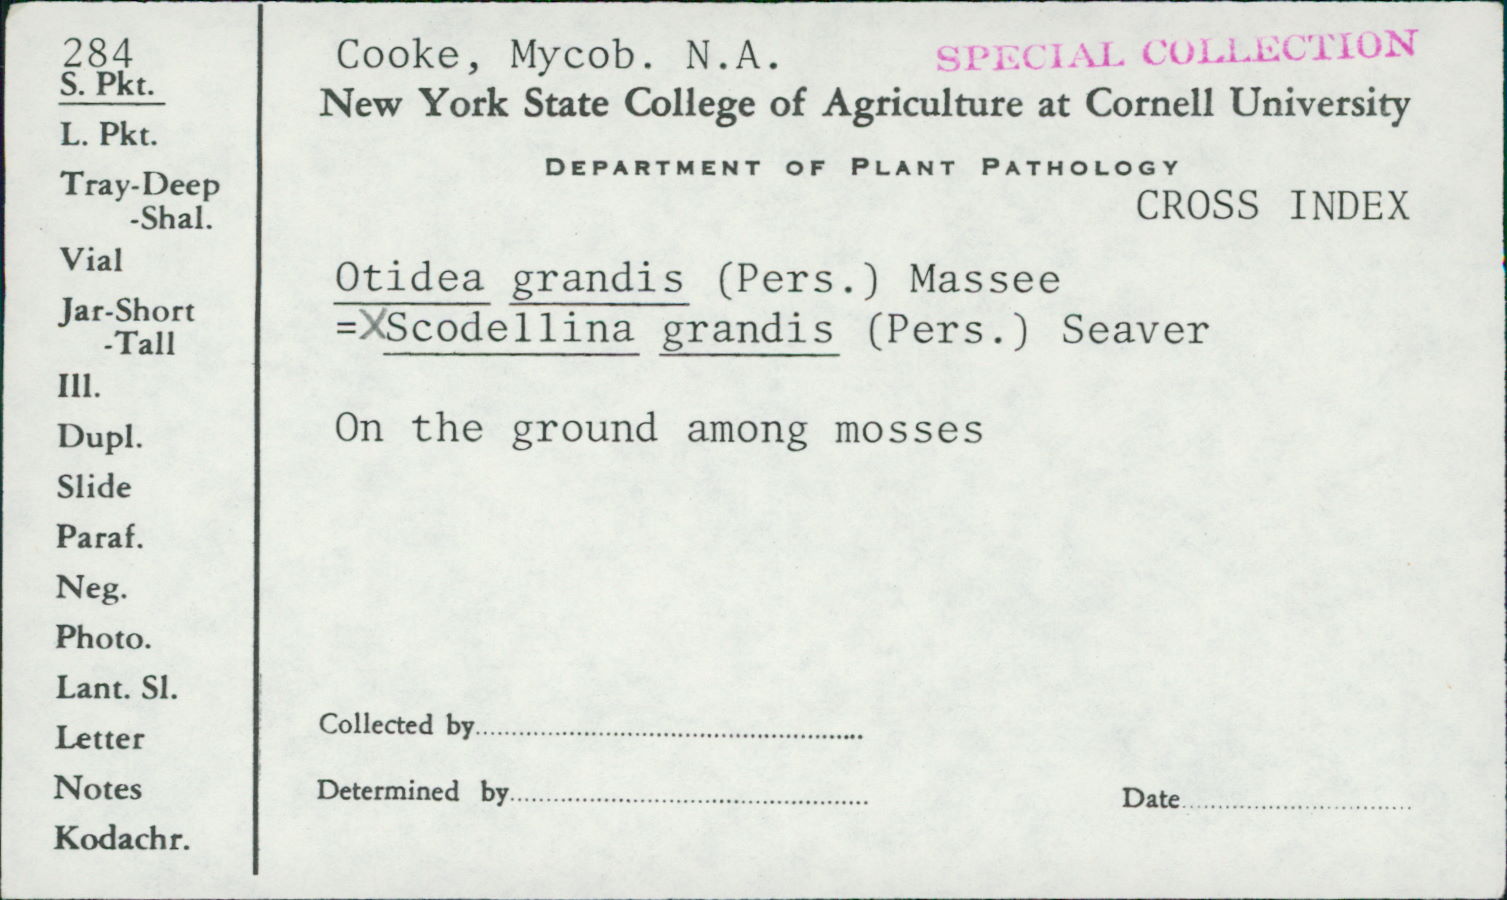 284
S. Pkt.
L. Pkt.
Tray-Deep
-Shal.
Vial
Jar-Short
-Tall
Ill.
Dupl.
Slide
Paraf.
Neg.
Photo.
Lant. Sl.
Letter
Notes
Kodachr.
Cooke, Mycob. N.A.
SPECIAL COLLECTION
New York State College of Agriculture at Cornell University
DEPARTMENT OF PLANT PATHOLOGY
CROSS INDEX
Otidea grandis (Pers.) Massee
=XScodellina grandis (Pers.) Seaver
On the ground among mosses
Collected by
Determined by
Date